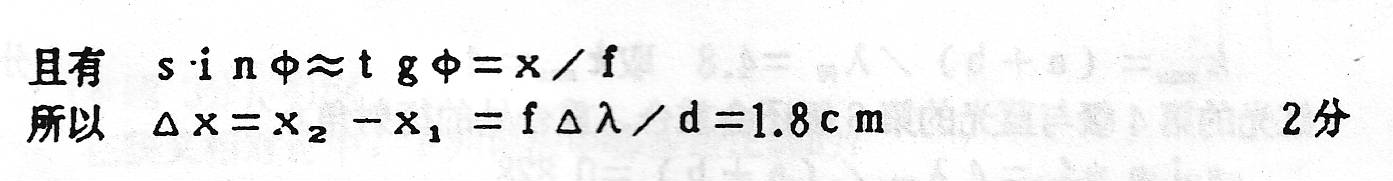 且有 sinφ≈tgφ=x/f
所以 Δx=x₂-x₁=fΔλ/d=1.8cm 2分